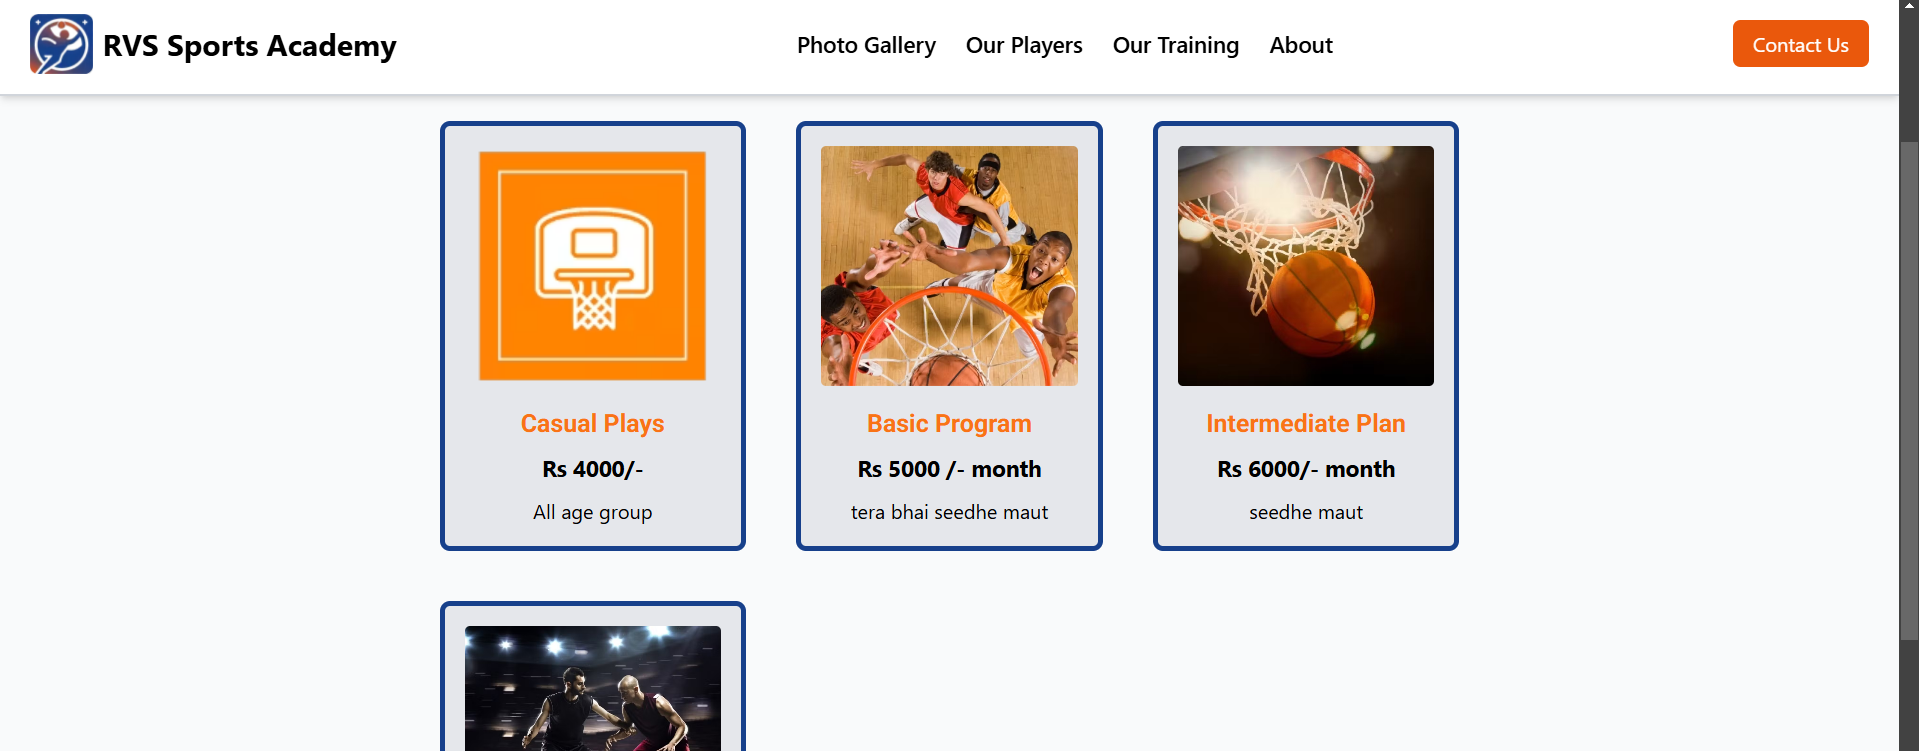 RVS Sports Academy
Photo Gallery
Our Players
Our Training
About
Contact Us
Casual Plays
Rs 4000/-
All age group
Basic Program
Rs 5000 /- month
tera bhai seedhe maut
Intermediate Plan
Rs 6000/- month
seedhe maut